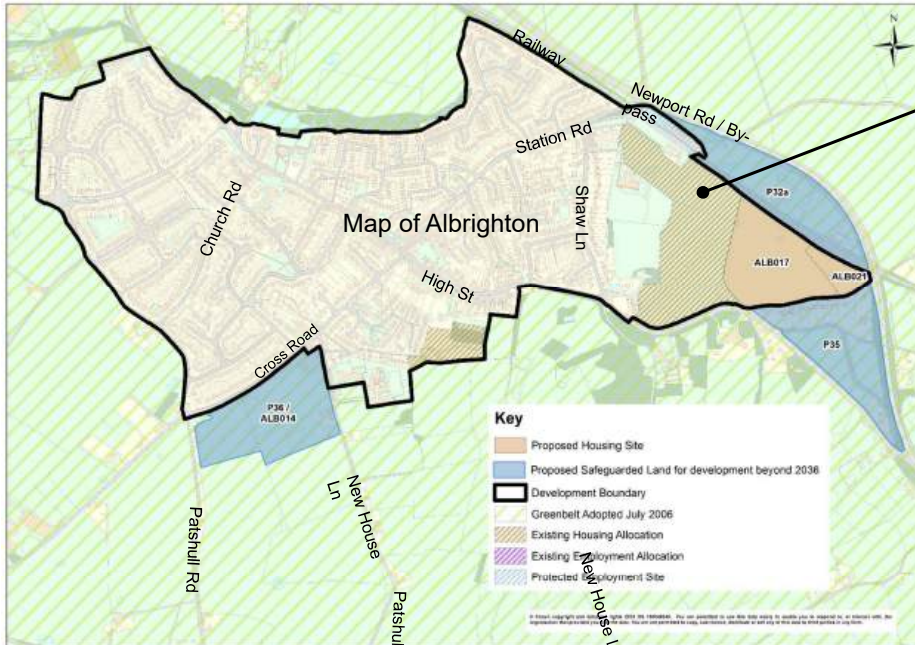 N
Railway
Newport Rd / By-
pass
Station Rd
P32a
Church Rd
Shaw Ln
Map of Albrighton
ALB017
ALB021
High St
P35
Cross Road
P36 /
ALB014
Key
Proposed Housing Site
Proposed Safeguarded Land for development beyond 2036
Development Boundary
Greenbelt Adopted July 2006
Existing Housing Allocation
Existing Employment Allocation
Protected Employment Site
New House
Ln
Patshull Rd
New House L
Patshul